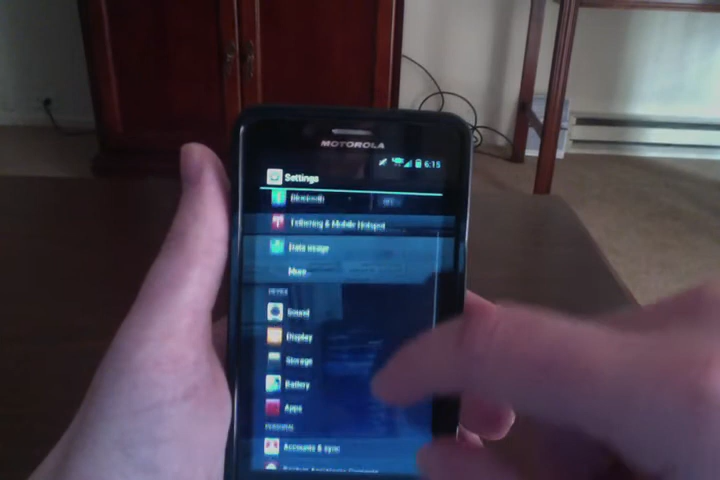 MOTOROLA
6:15
Settings
Bluetooth
Tethering & Mobile Hotspot
Data usage
More...
DEVICE
Sound
Display
Storage
Battery
Apps
PERSONAL
Accounts & sync